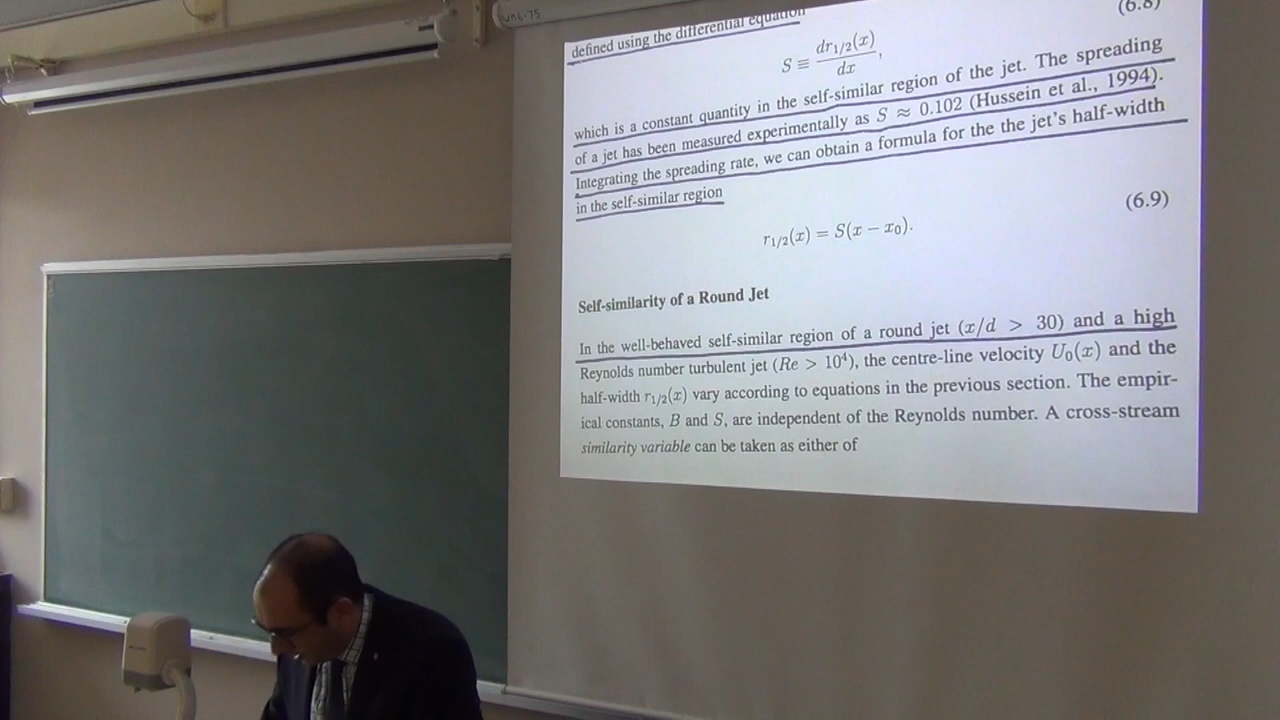 defined using the differential equation
(6.8)
S ≡ dr₁/₂(x)/dx,
which is a constant quantity in the self-similar region of the jet. The spreading
of a jet has been measured experimentally as S ≈ 0.102 (Hussein et al., 1994).
Integrating the spreading rate, we can obtain a formula for the the jet's half-width
in the self-similar region
r₁/₂(x) = S(x − x₀).
(6.9)
Self-similarity of a Round Jet
In the well-behaved self-similar region of a round jet (x/d > 30) and a high
Reynolds number turbulent jet (Re > 10⁴), the centre-line velocity U₀(x) and the
half-width r₁/₂(x) vary according to equations in the previous section. The empir-
ical constants, B and S, are independent of the Reynolds number. A cross-stream
similarity variable can be taken as either of